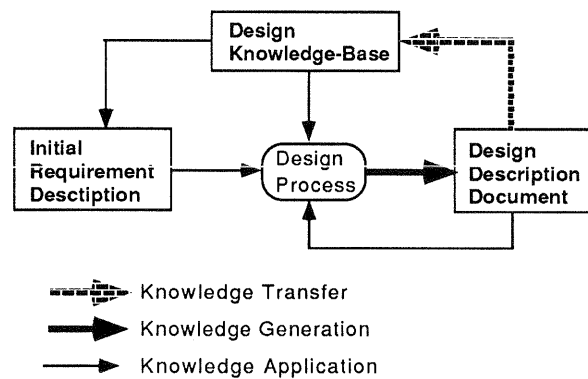 Design
Knowledge-Base
Initial
Requirement
Desctiption
Design
Process
Design
Description
Document
Knowledge Transfer
Knowledge Generation
Knowledge Application